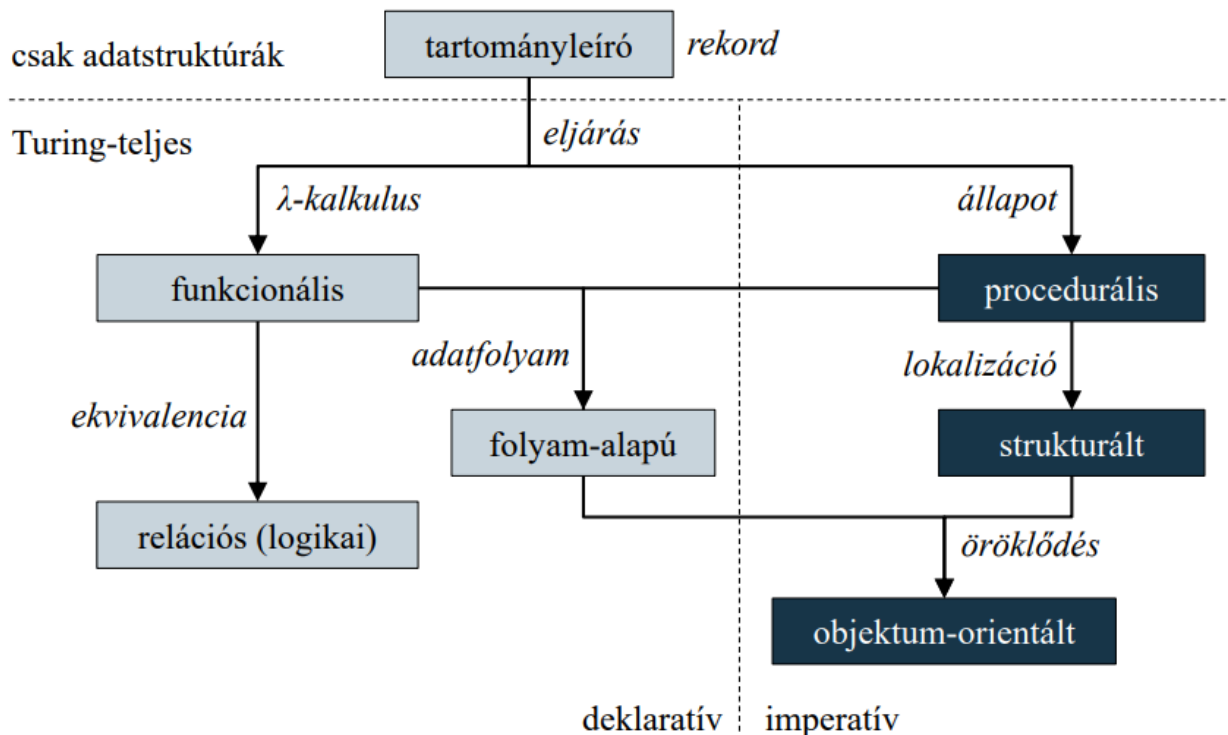 csak adatstruktúrák
tartományleíró
rekord
Turing-teljes
eljárás
λ-kalkulus
állapot
funkcionális
procedurális
adatfolyam
lokalizáció
ekvivalencia
folyam-alapú
strukturált
relációs (logikai)
öröklődés
objektum-orientált
deklaratív
imperatív